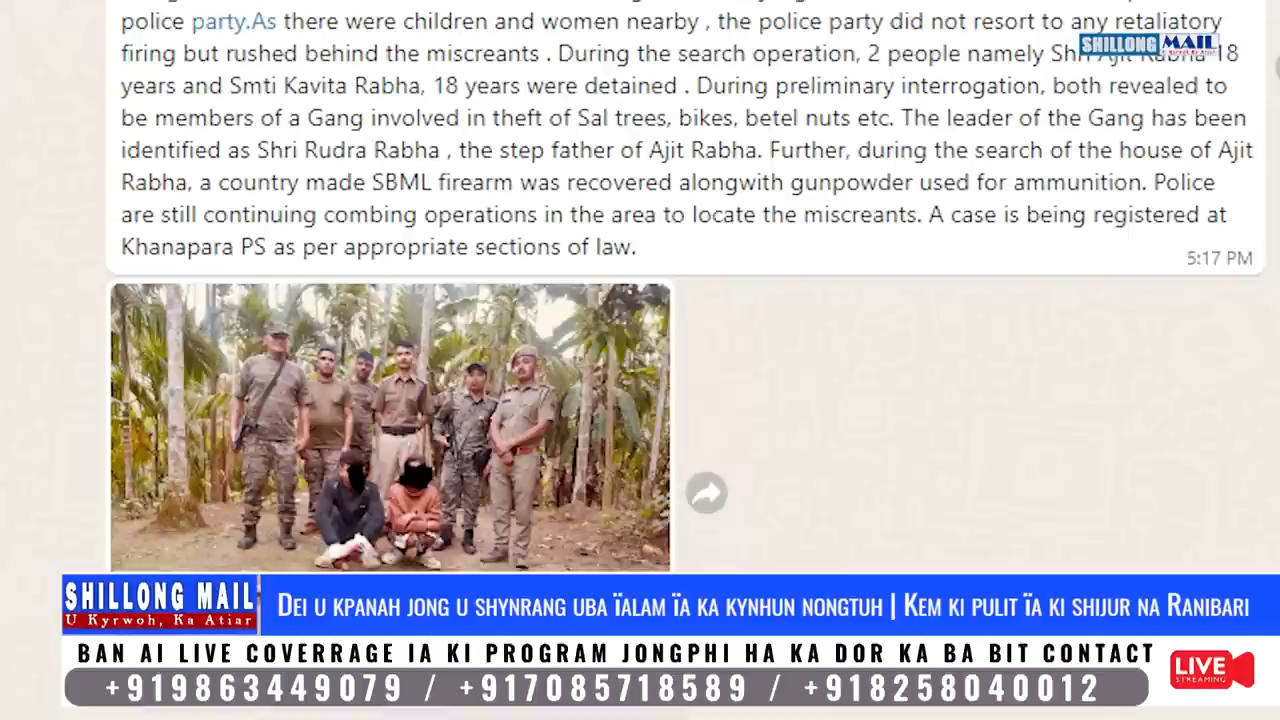 police party.As there were children and women nearby , the police party did not resort to any retaliatory
firing but rushed behind the miscreants . During the search operation, 2 people namely Shri Ajit Rabha 18
years and Smti Kavita Rabha, 18 years were detained . During preliminary interrogation, both revealed to
be members of a Gang involved in theft of Sal trees, bikes, betel nuts etc. The leader of the Gang has been
identified as Shri Rudra Rabha , the step father of Ajit Rabha. Further, during the search of the house of Ajit
Rabha, a country made SBML firearm was recovered alongwith gunpowder used for ammunition. Police
are still continuing combing operations in the area to locate the miscreants. A case is being registered at
Khanapara PS as per appropriate sections of law.
5:17 PM
SHILLONG MAIL
SHILLONG MAIL
U Kyrwoh, Ka Atiar
Dei u kpanah jong u shynrang uba ïalam ïa ka kynhun nongtuh | Kem ki pulit ïa ki shijur na Ranibari
BAN AI LIVE COVERRAGE IA KI PROGRAM JONGPHI HA KA DOR KA BA BIT CONTACT
+919863449079 / +917085718589 / +918258040012
LIVE
STREAMING